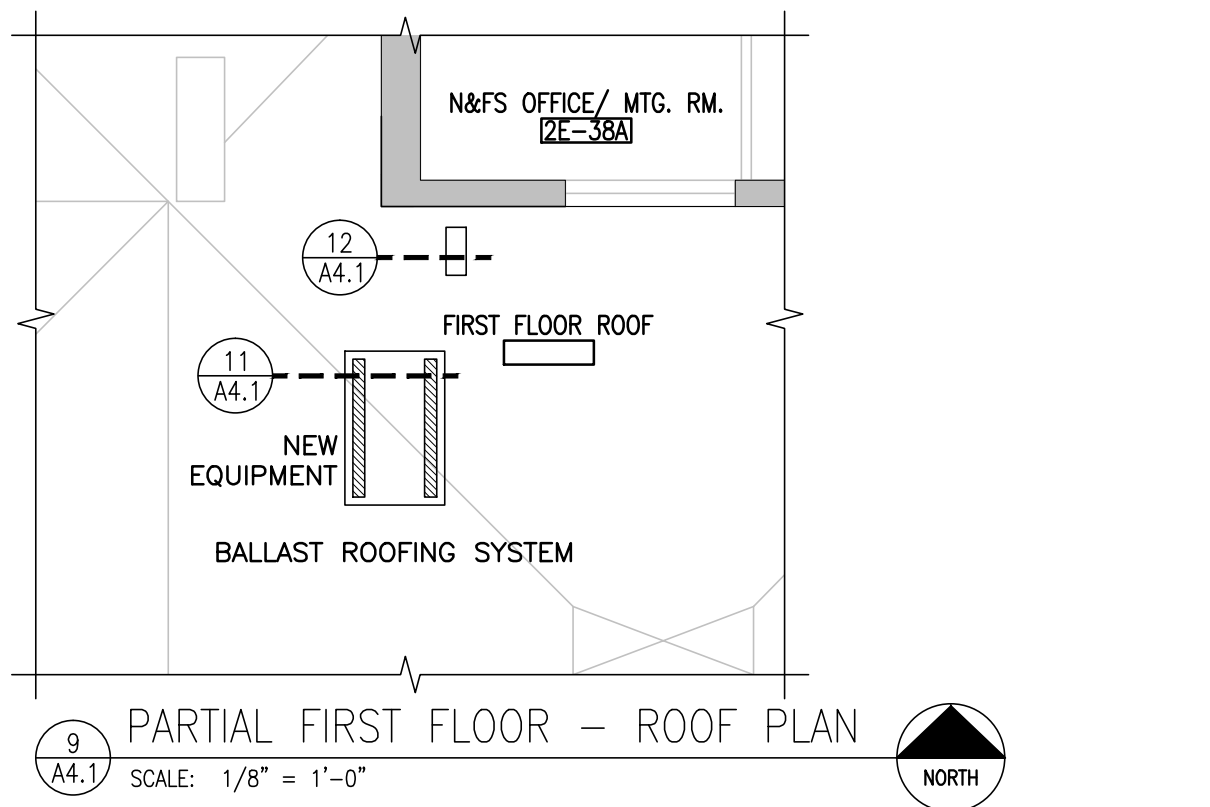 N&FS OFFICE/ MTG. RM.
2E-38A
12
A4.1
FIRST FLOOR ROOF
11
A4.1
NEW
EQUIPMENT
BALLAST ROOFING SYSTEM
PARTIAL FIRST FLOOR - ROOF PLAN
9
A4.1
SCALE: 1/8" = 1'-0"
NORTH